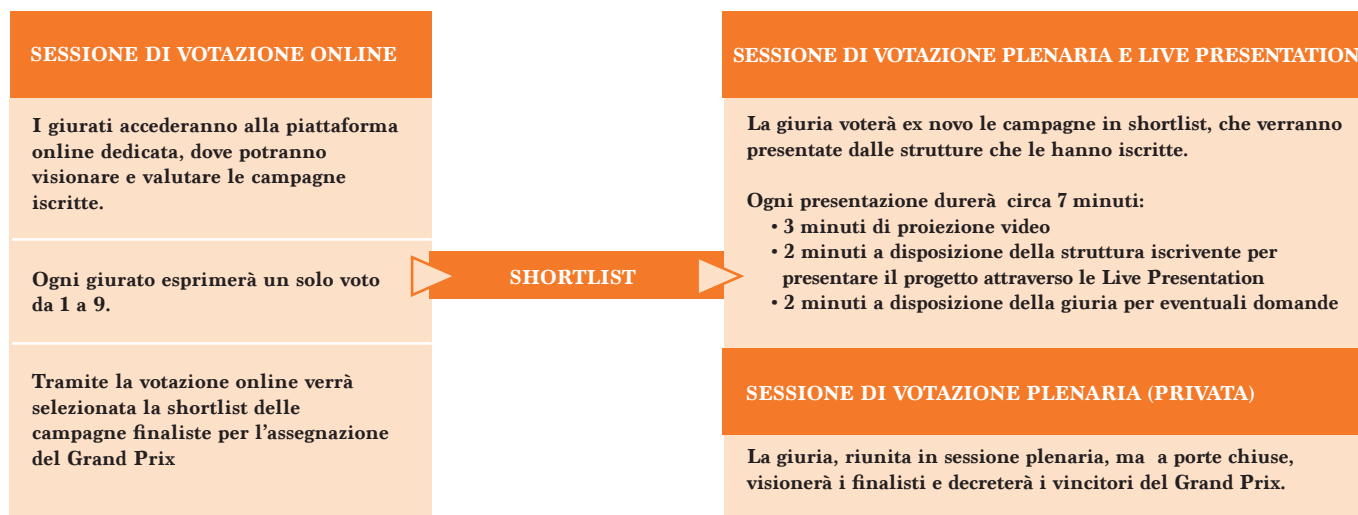 SESSIONE DI VOTAZIONE ONLINE
I giurati accederanno alla piattaforma
online dedicata, dove potranno
visionare e valutare le campagne
iscritte.
Ogni giurato esprimerà un solo voto
da 1 a 9.
Tramite la votazione online verrà
selezionata la shortlist delle
campagne finaliste per l'assegnazione
del Grand Prix
SHORTLIST
SESSIONE DI VOTAZIONE PLENARIA E LIVE PRESENTATION
La giuria voterà ex novo le campagne in shortlist, che verranno
presentate dalle strutture che le hanno iscritte.
Ogni presentazione durerà circa 7 minuti:
• 3 minuti di proiezione video
• 2 minuti a disposizione della struttura iscrivente per
presentare il progetto attraverso le Live Presentation
• 2 minuti a disposizione della giuria per eventuali domande
SESSIONE DI VOTAZIONE PLENARIA (PRIVATA)
La giuria, riunita in sessione plenaria, ma a porte chiuse,
visionerà i finalisti e decreterà i vincitori del Grand Prix.